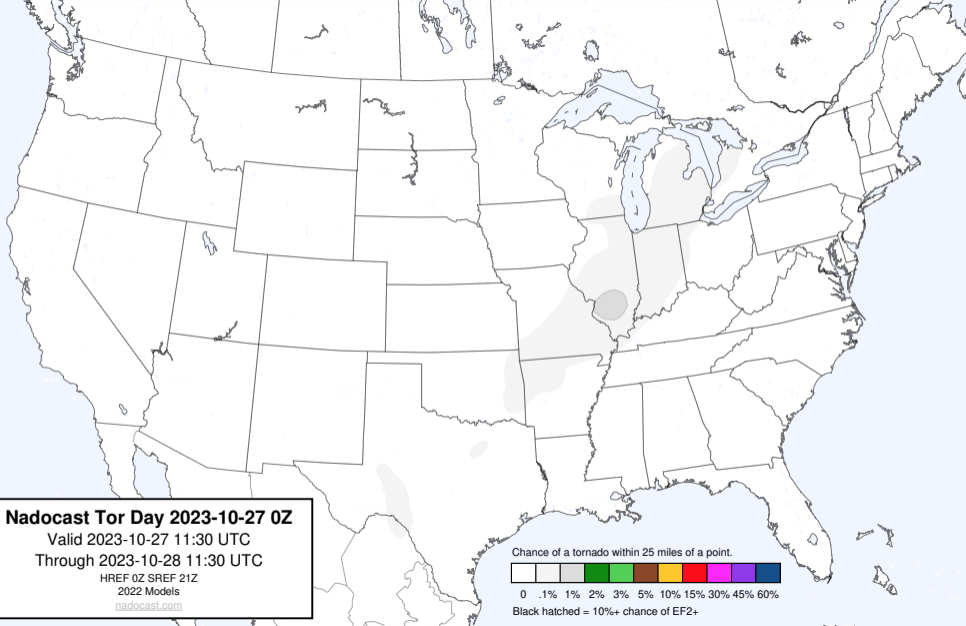 Nadocast Tor Day 2023-10-27 0Z
Valid 2023-10-27 11:30 UTC
Through 2023-10-28 11:30 UTC
HREF 0Z SREF 21Z
2022 Models
nadocast.com
Chance of a tornado within 25 miles of a point.
0 .1% 1% 2% 3% 5% 10% 15% 30% 45% 60%
Black hatched = 10%+ chance of EF2+